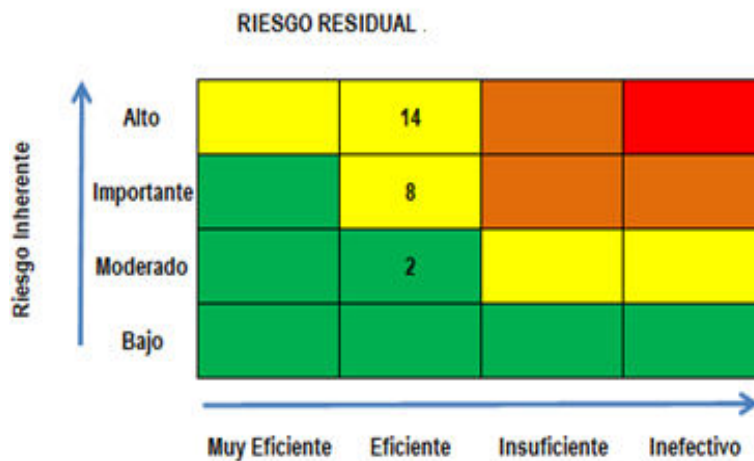 RIESGO RESIDUAL .
Riesgo Inherente
Alto
14
Importante
8
Moderado
2
Bajo
Muy Eficiente Eficiente Insuficiente Inefectivo